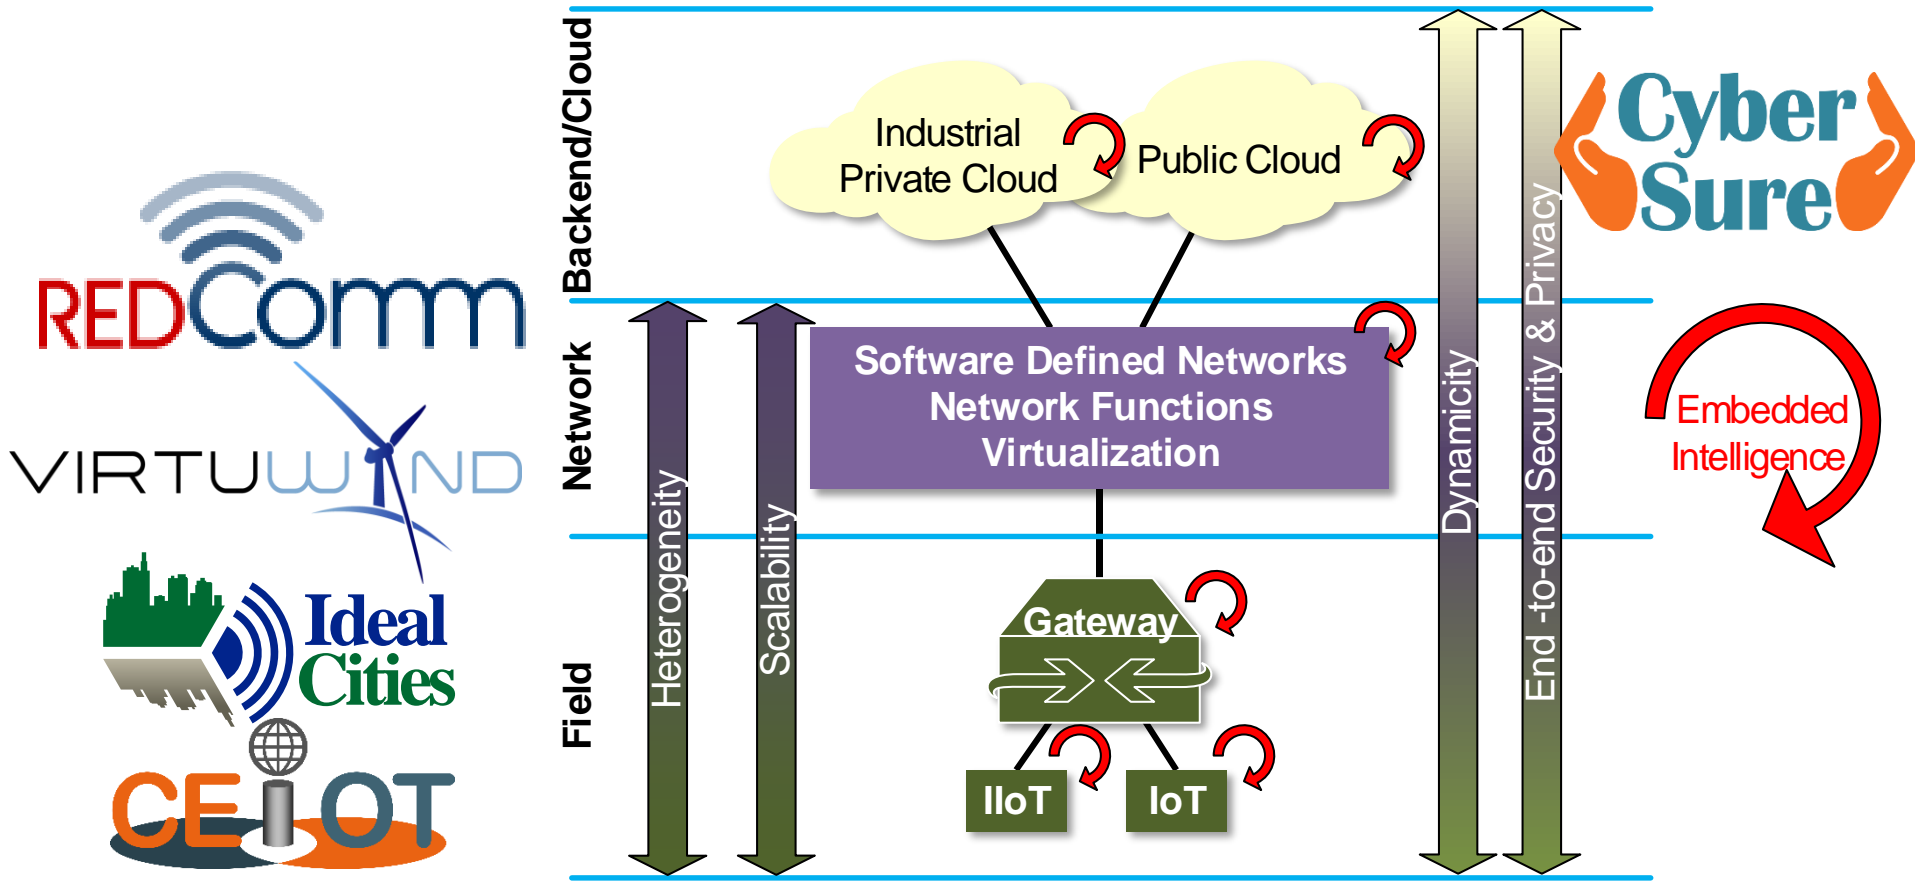 REDComm
VIRTUWIND
Ideal
Cities
CEiOT
Backend/Cloud
Network
Field
Heterogeneity
Scalability
Industrial
Private Cloud
Public Cloud
Software Defined Networks
Network Functions
Virtualization
Gateway
IIoT
IoT
Dynamicity
End -to-end Security & Privacy
Cyber
Sure
Embedded
Intelligence